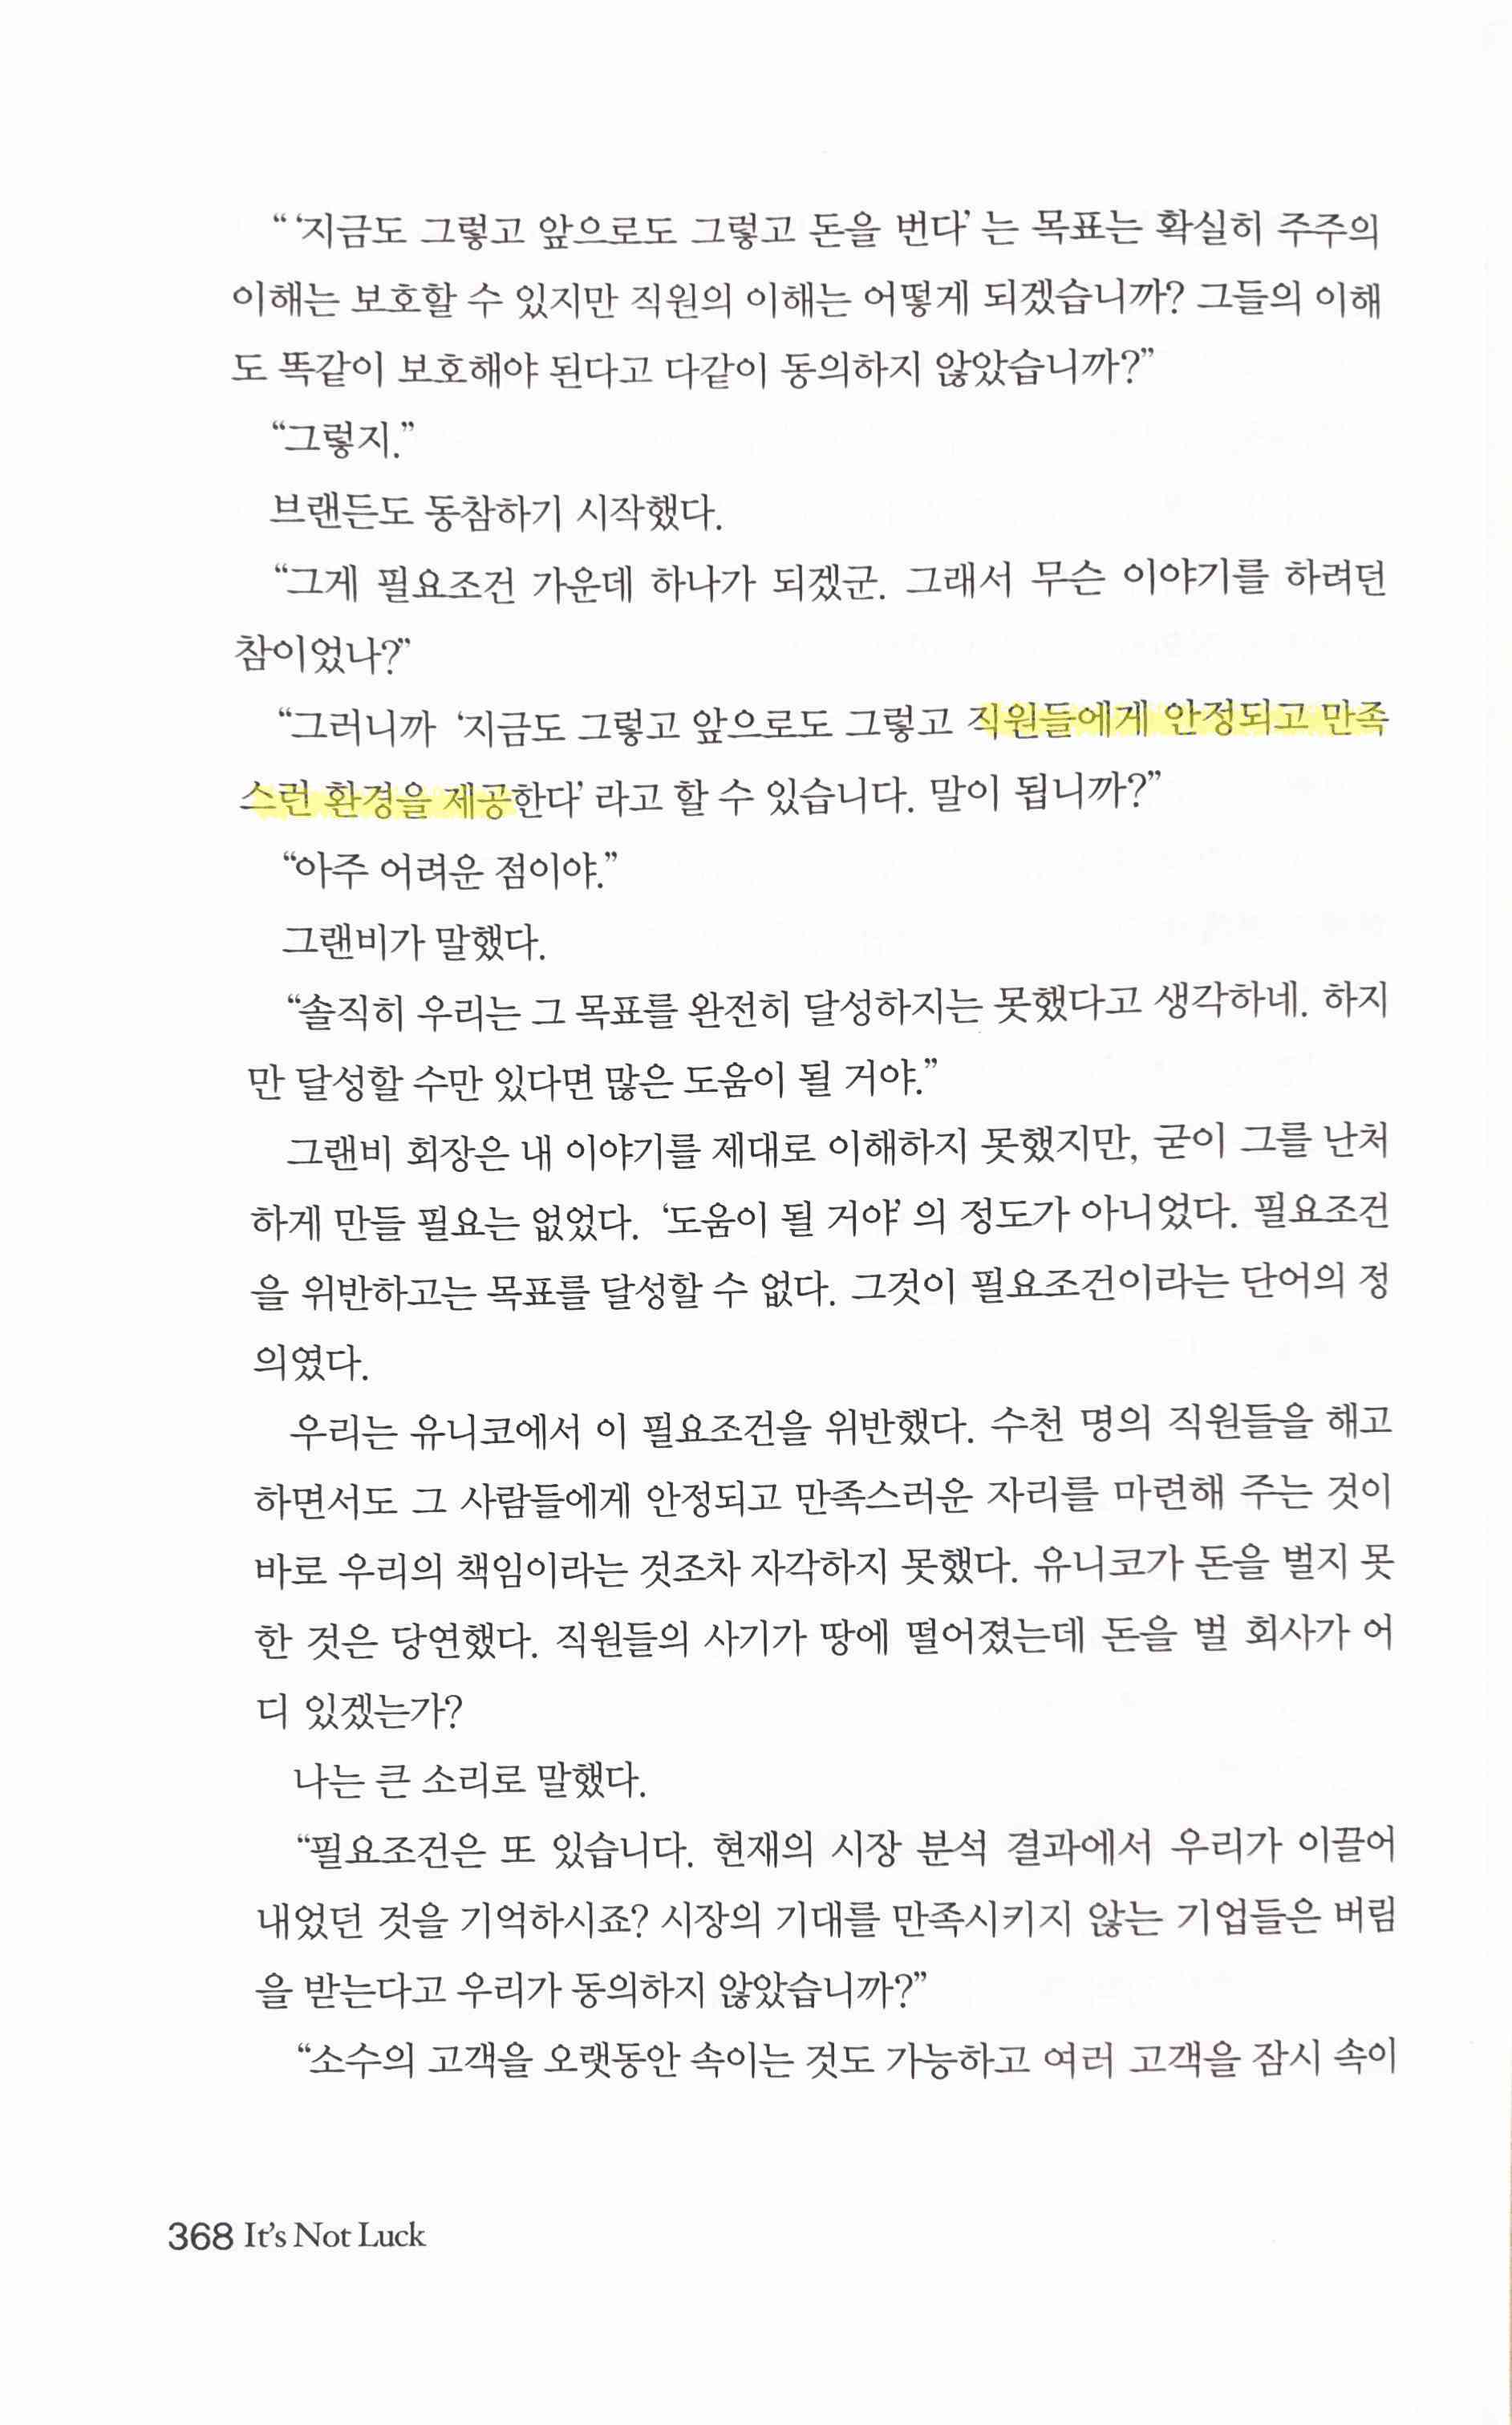 “ ‘지금도 그렇고 앞으로도 그렇고 돈을 번다’ 는 목표는 확실히 주주의
이해는 보호할 수 있지만 직원의 이해는 어떻게 되겠습니까? 그들의 이해
도 똑같이 보호해야 된다고 다같이 동의하지 않았습니까?”
“그렇지.”
브랜든도 동참하기 시작했다.
“그게 필요조건 가운데 하나가 되겠군. 그래서 무슨 이야기를 하려던
참이었나?”
“그러니까 ‘지금도 그렇고 앞으로도 그렇고 직원들에게 안정되고 만족
스런 환경을 제공한다’ 라고 할 수 있습니다. 말이 됩니까?”
“아주 어려운 점이야.”
그랜비가 말했다.
“솔직히 우리는 그 목표를 완전히 달성하지는 못했다고 생각하네. 하지
만 달성할 수만 있다면 많은 도움이 될 거야.”
그랜비 회장은 내 이야기를 제대로 이해하지 못했지만, 굳이 그를 난처
하게 만들 필요는 없었다. ‘도움이 될 거야’ 의 정도가 아니었다. 필요조건
을 위반하고는 목표를 달성할 수 없다. 그것이 필요조건이라는 단어의 정
의였다.
우리는 유니코에서 이 필요조건을 위반했다. 수천 명의 직원들을 해고
하면서도 그 사람들에게 안정되고 만족스러운 자리를 마련해 주는 것이
바로 우리의 책임이라는 것조차 자각하지 못했다. 유니코가 돈을 벌지 못
한 것은 당연했다. 직원들의 사기가 땅에 떨어졌는데 돈을 벌 회사가 어
디 있겠는가?
나는 큰 소리로 말했다.
“필요조건은 또 있습니다. 현재의 시장 분석 결과에서 우리가 이끌어
내었던 것을 기억하시죠? 시장의 기대를 만족시키지 않는 기업들은 버림
을 받는다고 우리가 동의하지 않았습니까?”
“소수의 고객을 오랫동안 속이는 것도 가능하고 여러 고객을 잠시 속이
368 It’s Not Luck